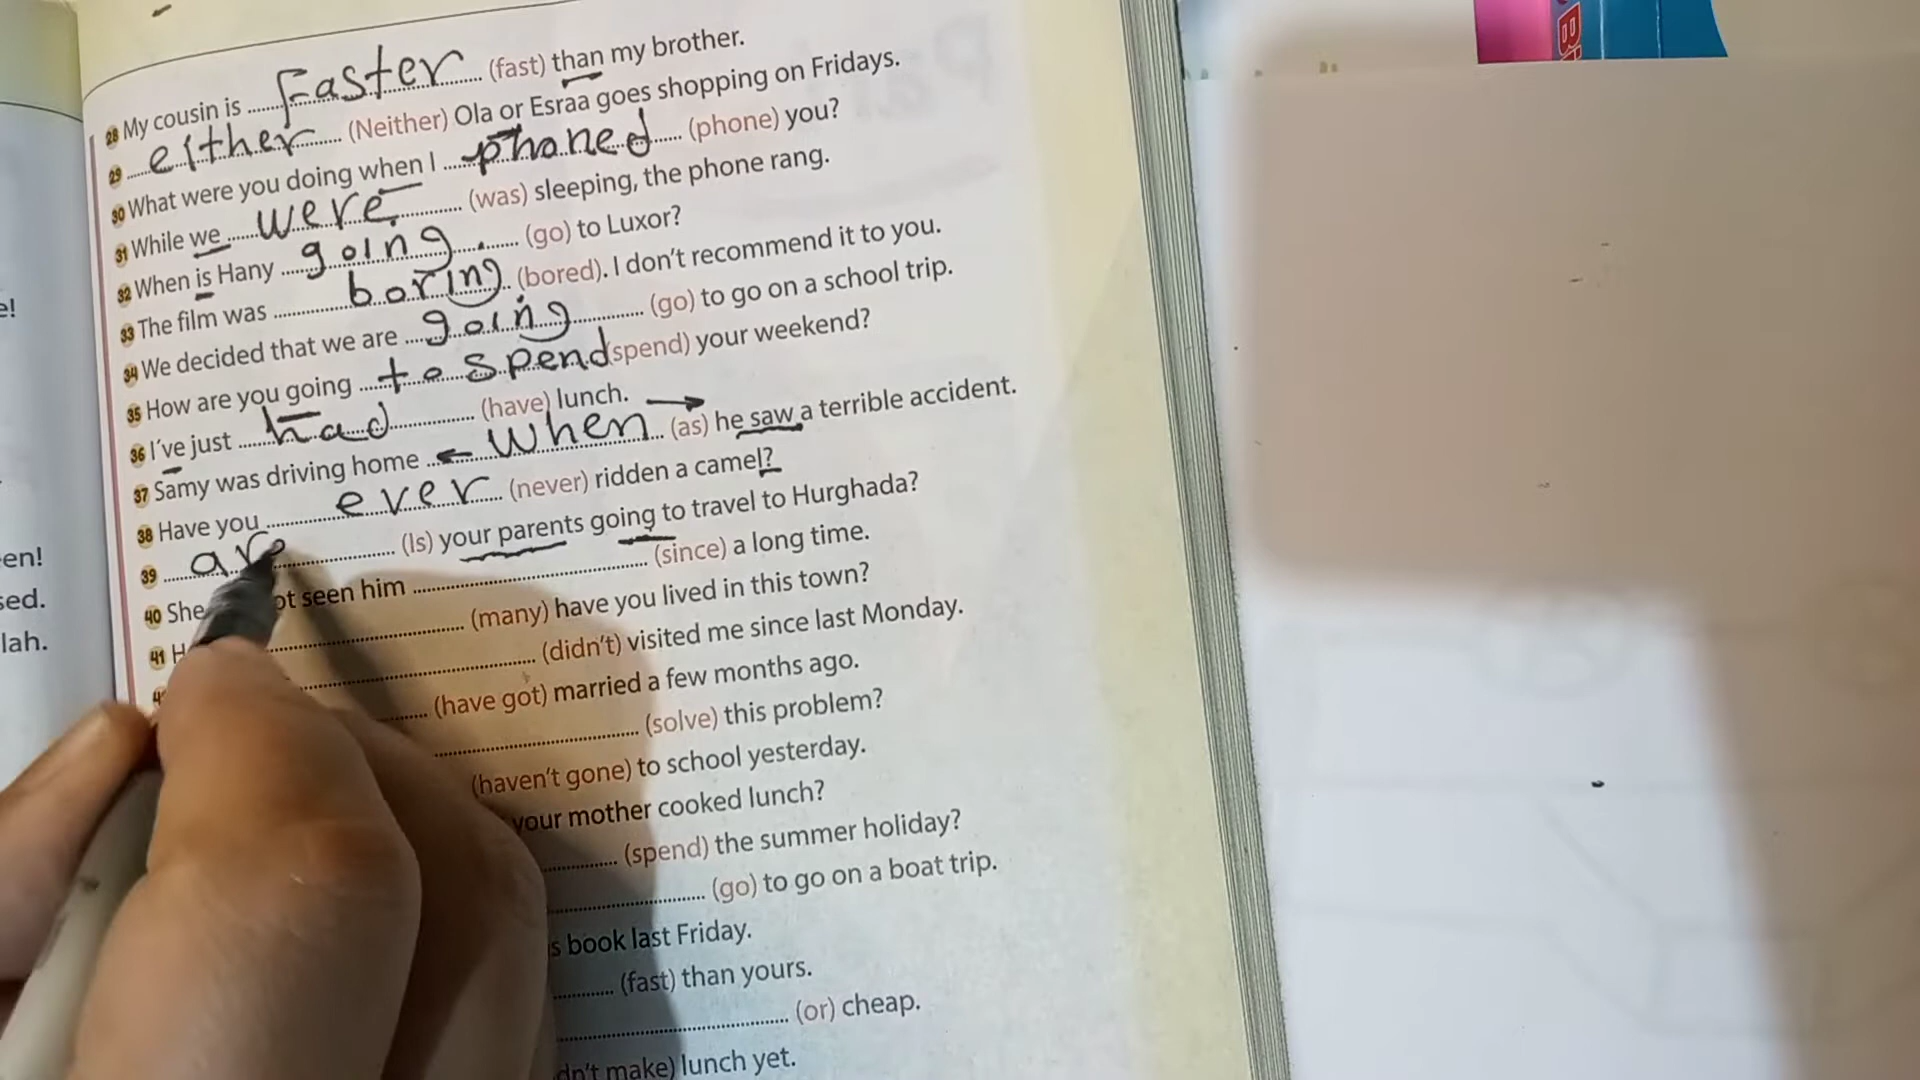 28 My cousin is ..... Faster ..... (fast) than my brother.
29 ..... either ..... (Neither) Ola or Esraa goes shopping on Fridays.
30 What were you doing when I ..... phoned ..... (phone) you?
31 While we ..... were ..... (was) sleeping, the phone rang.
32 When is Hany ..... going ..... (go) to Luxor?
33 The film was ..... boring ..... (bored). I don't recommend it to you.
34 We decided that we are ..... going ..... (go) to go on a school trip.
35 How are you going ..... to spend (spend) your weekend?
36 I've just ..... had ..... (have) lunch.
37 Samy was driving home ..... when ..... (as) he saw a terrible accident.
38 Have you ..... ever ..... (never) ridden a camel?
39 ..... are ..... (Is) your parents going to travel to Hurghada?
40 She ot seen him ..... (since) a long time.
41 H ..... (many) have you lived in this town?
..... (didn't) visited me since last Monday.
..... (have got) married a few months ago.
..... (solve) this problem?
(haven't gone) to school yesterday.
your mother cooked lunch?
..... (spend) the summer holiday?
..... (go) to go on a boat trip.
s book last Friday.
..... (fast) than yours.
..... (or) cheap.
dn't make) lunch yet.
e!
en!
sed.
lah.